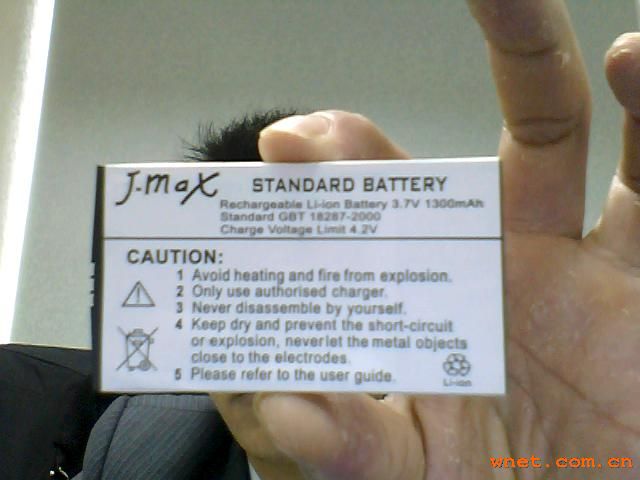 J-max STANDARD BATTERY
Rechargeable Li-ion Battery 3.7V 1300mAh
Standard GBT 18287-2000
Charge Voltage Limit 4.2V
CAUTION:
1 Avoid heating and fire from explosion.
2 Only use authorised charger.
3 Never disassemble by yourself.
4 Keep dry and prevent the short-circuit
or explosion, neverlet the metal objects
close to the electrodes.
5 Please refer to the user guide.
Li-ion
wnet.com.cn